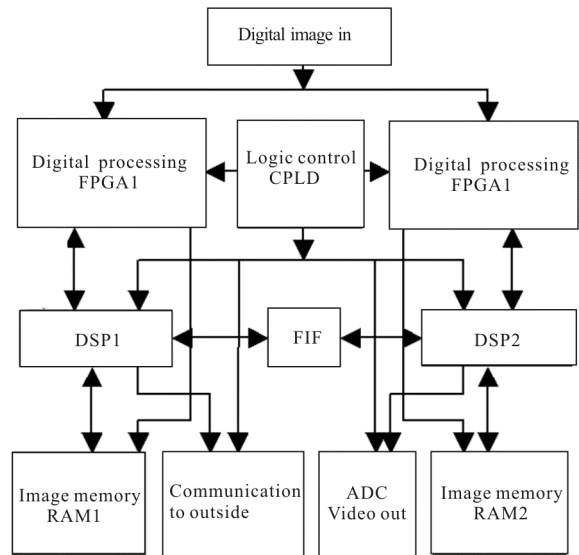 Digital image in
Digital processing
FPGA1
Logic control
CPLD
Digital processing
FPGA1
DSP1
FIF
DSP2
Image memory
RAM1
Communication
to outside
ADC
Video out
Image memory
RAM2